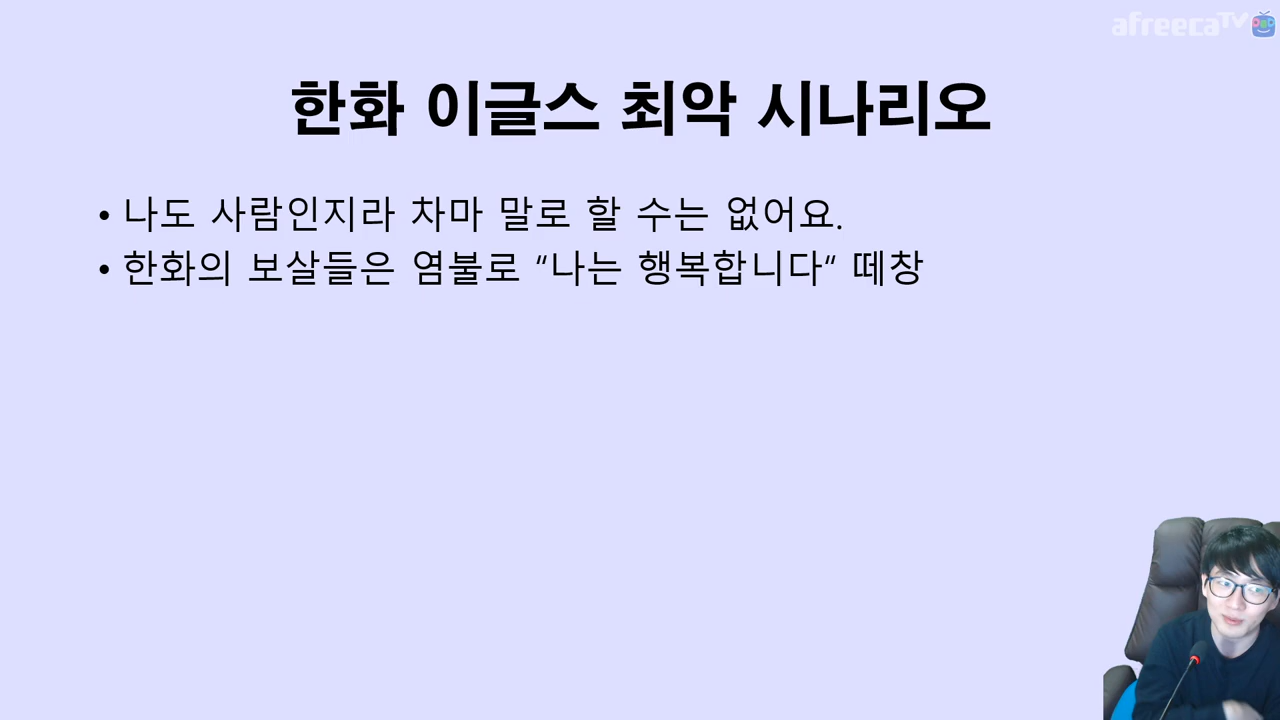 afreecaTV
한화 이글스 최악 시나리오
• 나도 사람인지라 차마 말로 할 수는 없어요.
• 한화의 보살들은 염불로 “나는 행복합니다“ 떼창